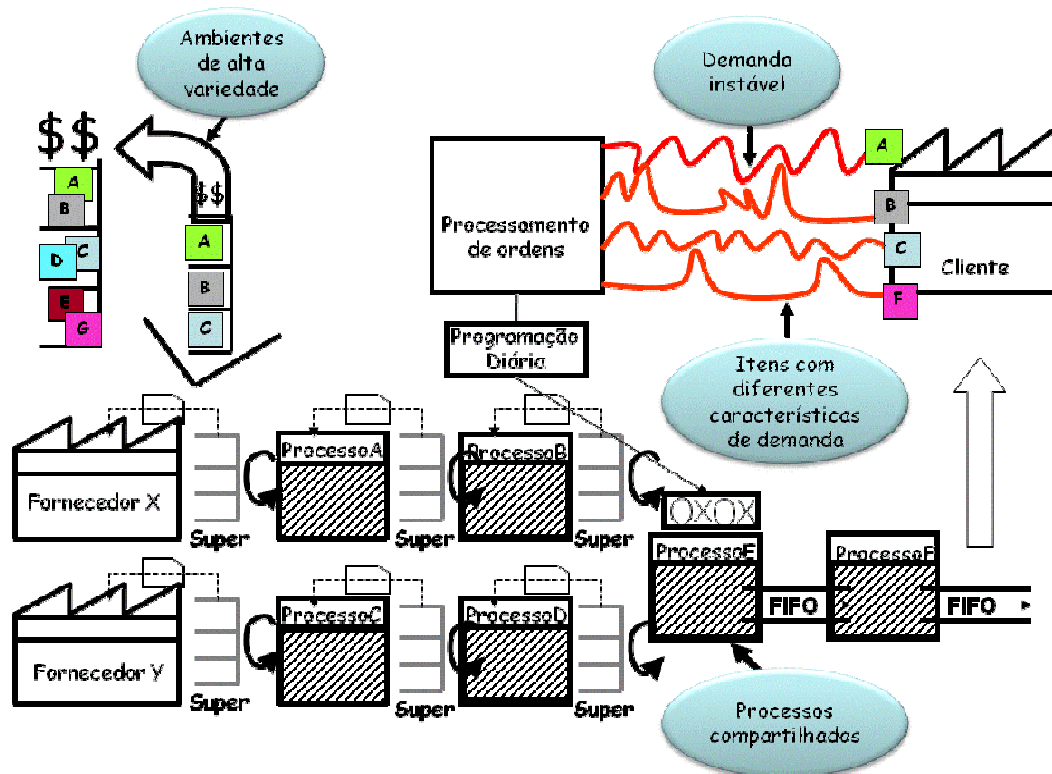 Ambientes
de alta
variedade
Demanda
instável
$$
A
B
C
D
E
G
$$
A
B
C
Processamento
de ordens
A
B
C
F
Cliente
Programação
Diária
Itens com
diferentes
características
de demanda
Fornecedor X
Super
ProcessoA
Super
ProcessoB
Super
OXOX
ProcessoE
FIFO
ProcessoF
FIFO
Fornecedor Y
Super
ProcessoC
Super
ProcessoD
Super
Processos
compartilhados